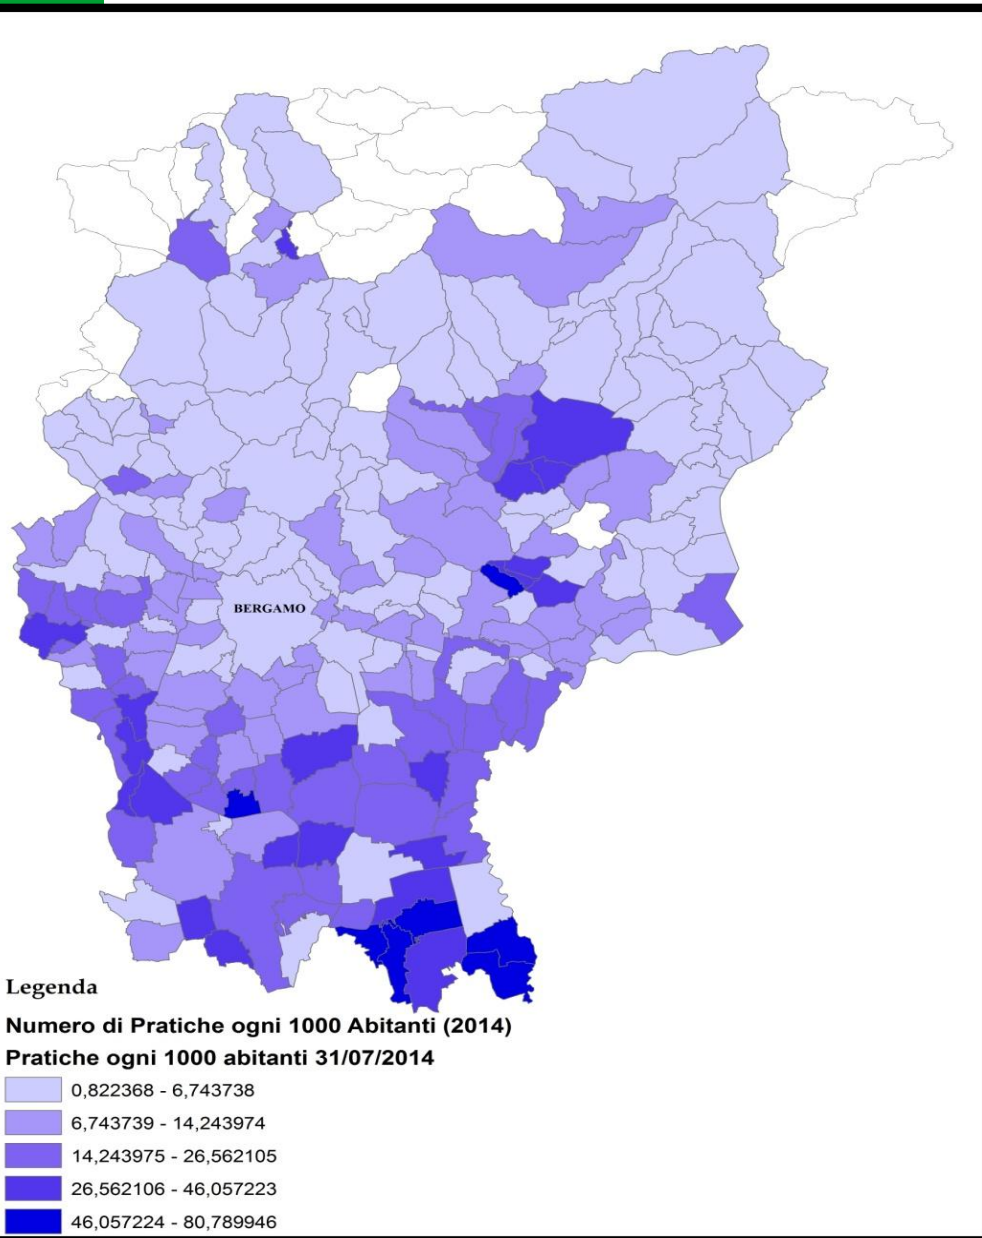 BERGAMO
Legenda
Numero di Pratiche ogni 1000 Abitanti (2014)
Pratiche ogni 1000 abitanti 31/07/2014
0,822368 - 6,743738
6,743739 - 14,243974
14,243975 - 26,562105
26,562106 - 46,057223
46,057224 - 80,789946